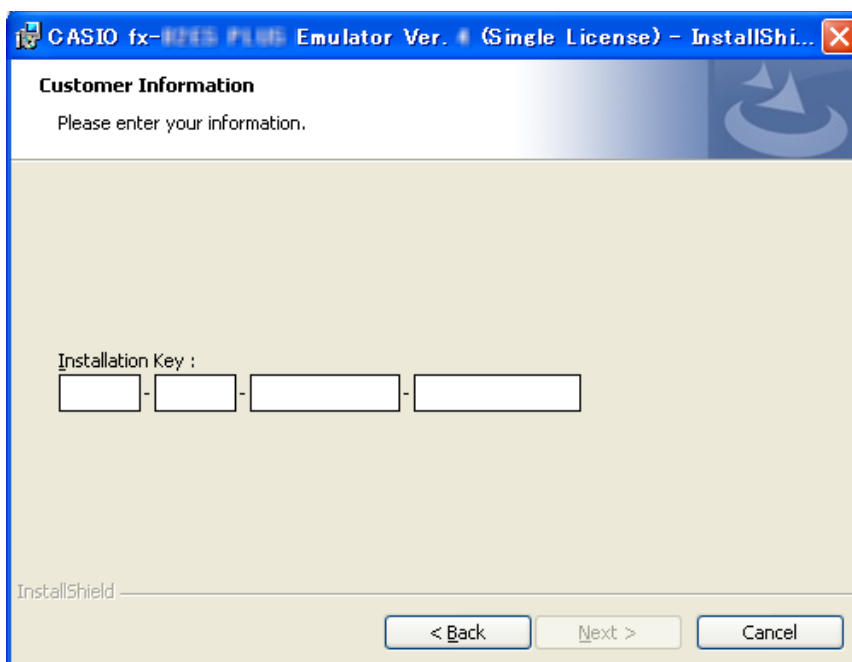 CASIO fx- Emulator Ver. (Single License) - InstallShi...
Customer Information
Please enter your information.
Installation Key :
- - -
InstallShield
< Back Next > Cancel